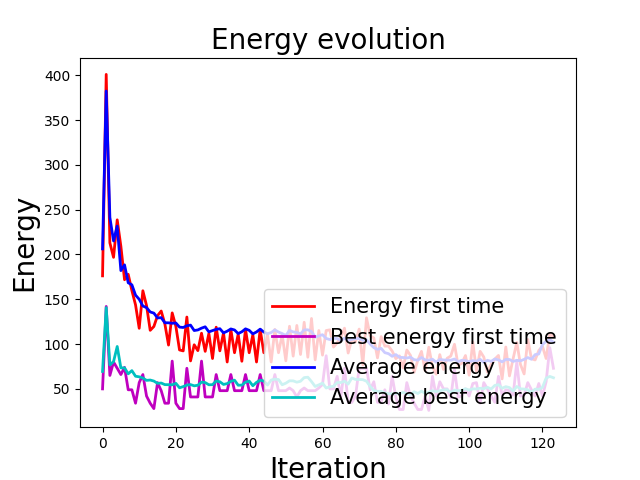 Energy evolution
Energy
400
350
300
250
200
150
100
50
Energy first time
Best energy first time
Average energy
Average best energy
0 20 40 60 80 100 120
Iteration